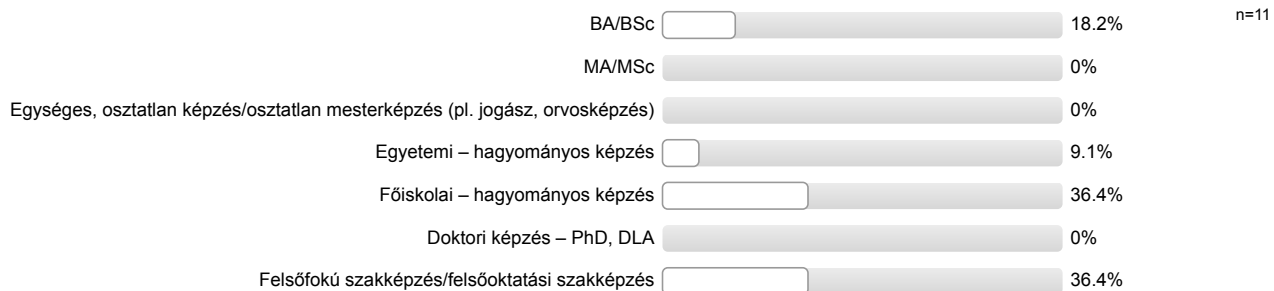 BA/BSc 18.2% n=11
MA/MSc 0%
Egységes, osztatlan képzés/osztatlan mesterképzés (pl. jogász, orvosképzés) 0%
Egyetemi – hagyományos képzés 9.1%
Főiskolai – hagyományos képzés 36.4%
Doktori képzés – PhD, DLA 0%
Felsőfokú szakképzés/felsőoktatási szakképzés 36.4%